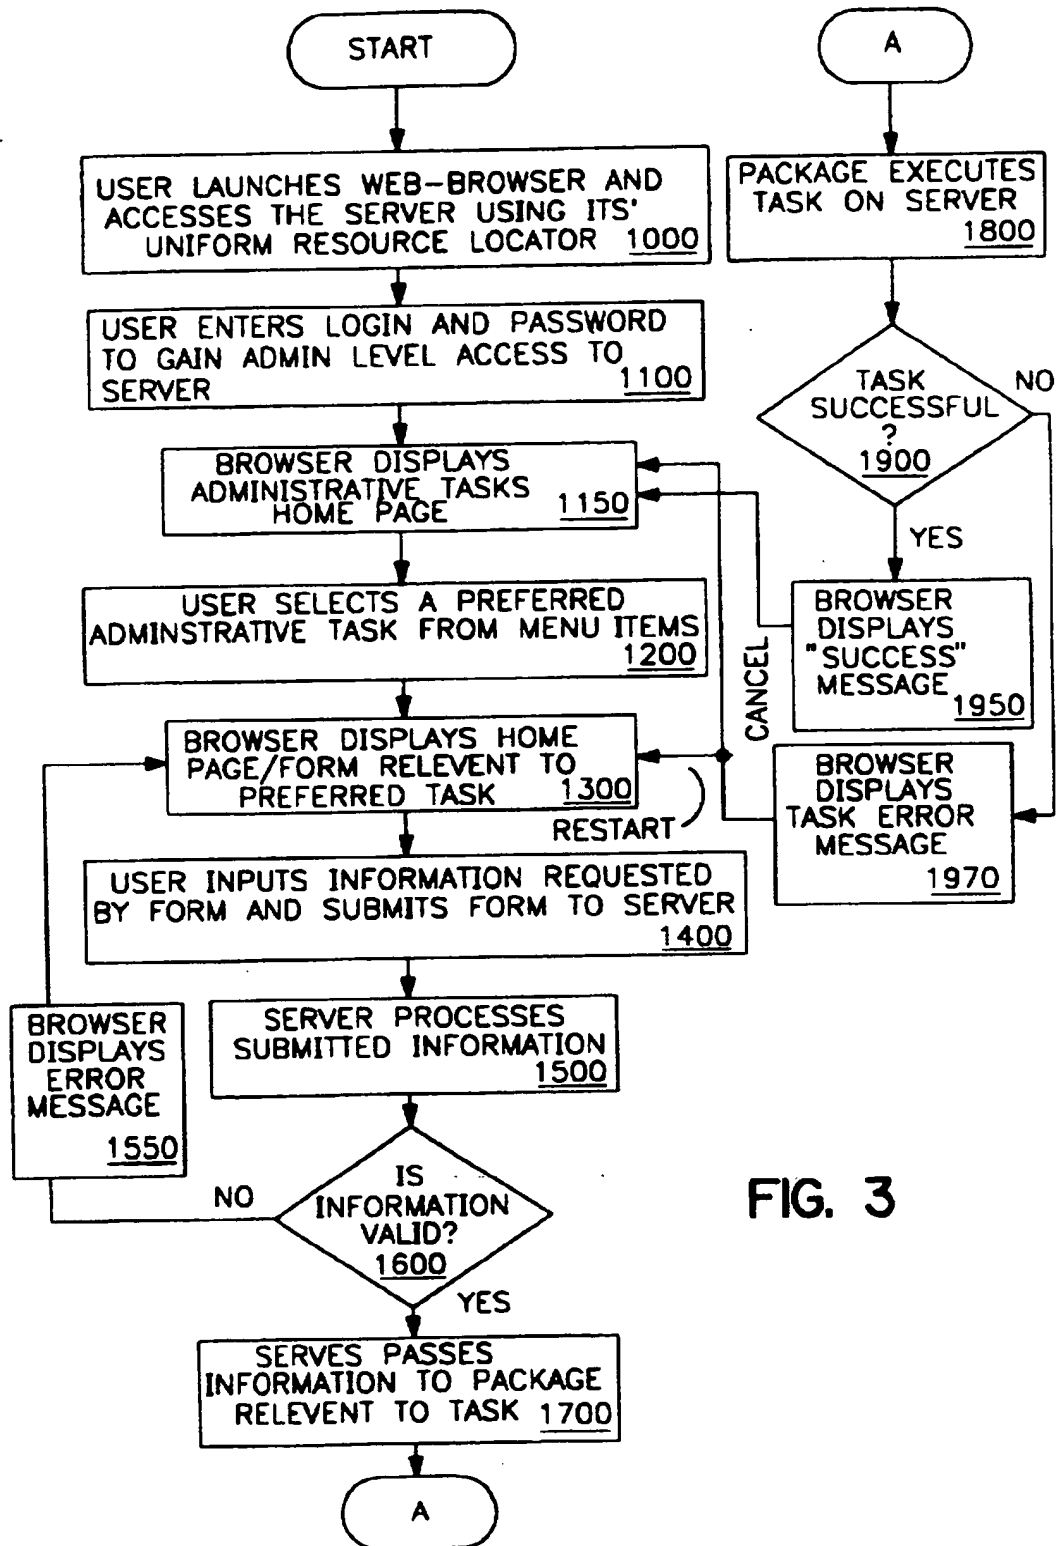 START
USER LAUNCHES WEB-BROWSER AND
ACCESSES THE SERVER USING ITS'
UNIFORM RESOURCE LOCATOR 1000
USER ENTERS LOGIN AND PASSWORD
TO GAIN ADMIN LEVEL ACCESS TO
SERVER 1100
BROWSER DISPLAYS
ADMINISTRATIVE TASKS
HOME PAGE 1150
USER SELECTS A PREFERRED
ADMINSTRATIVE TASK FROM MENU ITEMS
1200
BROWSER DISPLAYS HOME
PAGE/FORM RELEVENT TO
PREFERRED TASK 1300
RESTART
USER INPUTS INFORMATION REQUESTED
BY FORM AND SUBMITS FORM TO SERVER
1400
SERVER PROCESSES
SUBMITTED INFORMATION
1500
BROWSER
DISPLAYS
ERROR
MESSAGE
1550
IS
INFORMATION
VALID?
1600
NO
YES
SERVES PASSES
INFORMATION TO PACKAGE
RELEVENT TO TASK 1700
A
A
PACKAGE EXECUTES
TASK ON SERVER
1800
TASK
SUCCESSFUL
?
1900
NO
YES
BROWSER
DISPLAYS
"SUCCESS"
MESSAGE 1950
CANCEL
BROWSER
DISPLAYS
TASK ERROR
MESSAGE
1970
FIG. 3